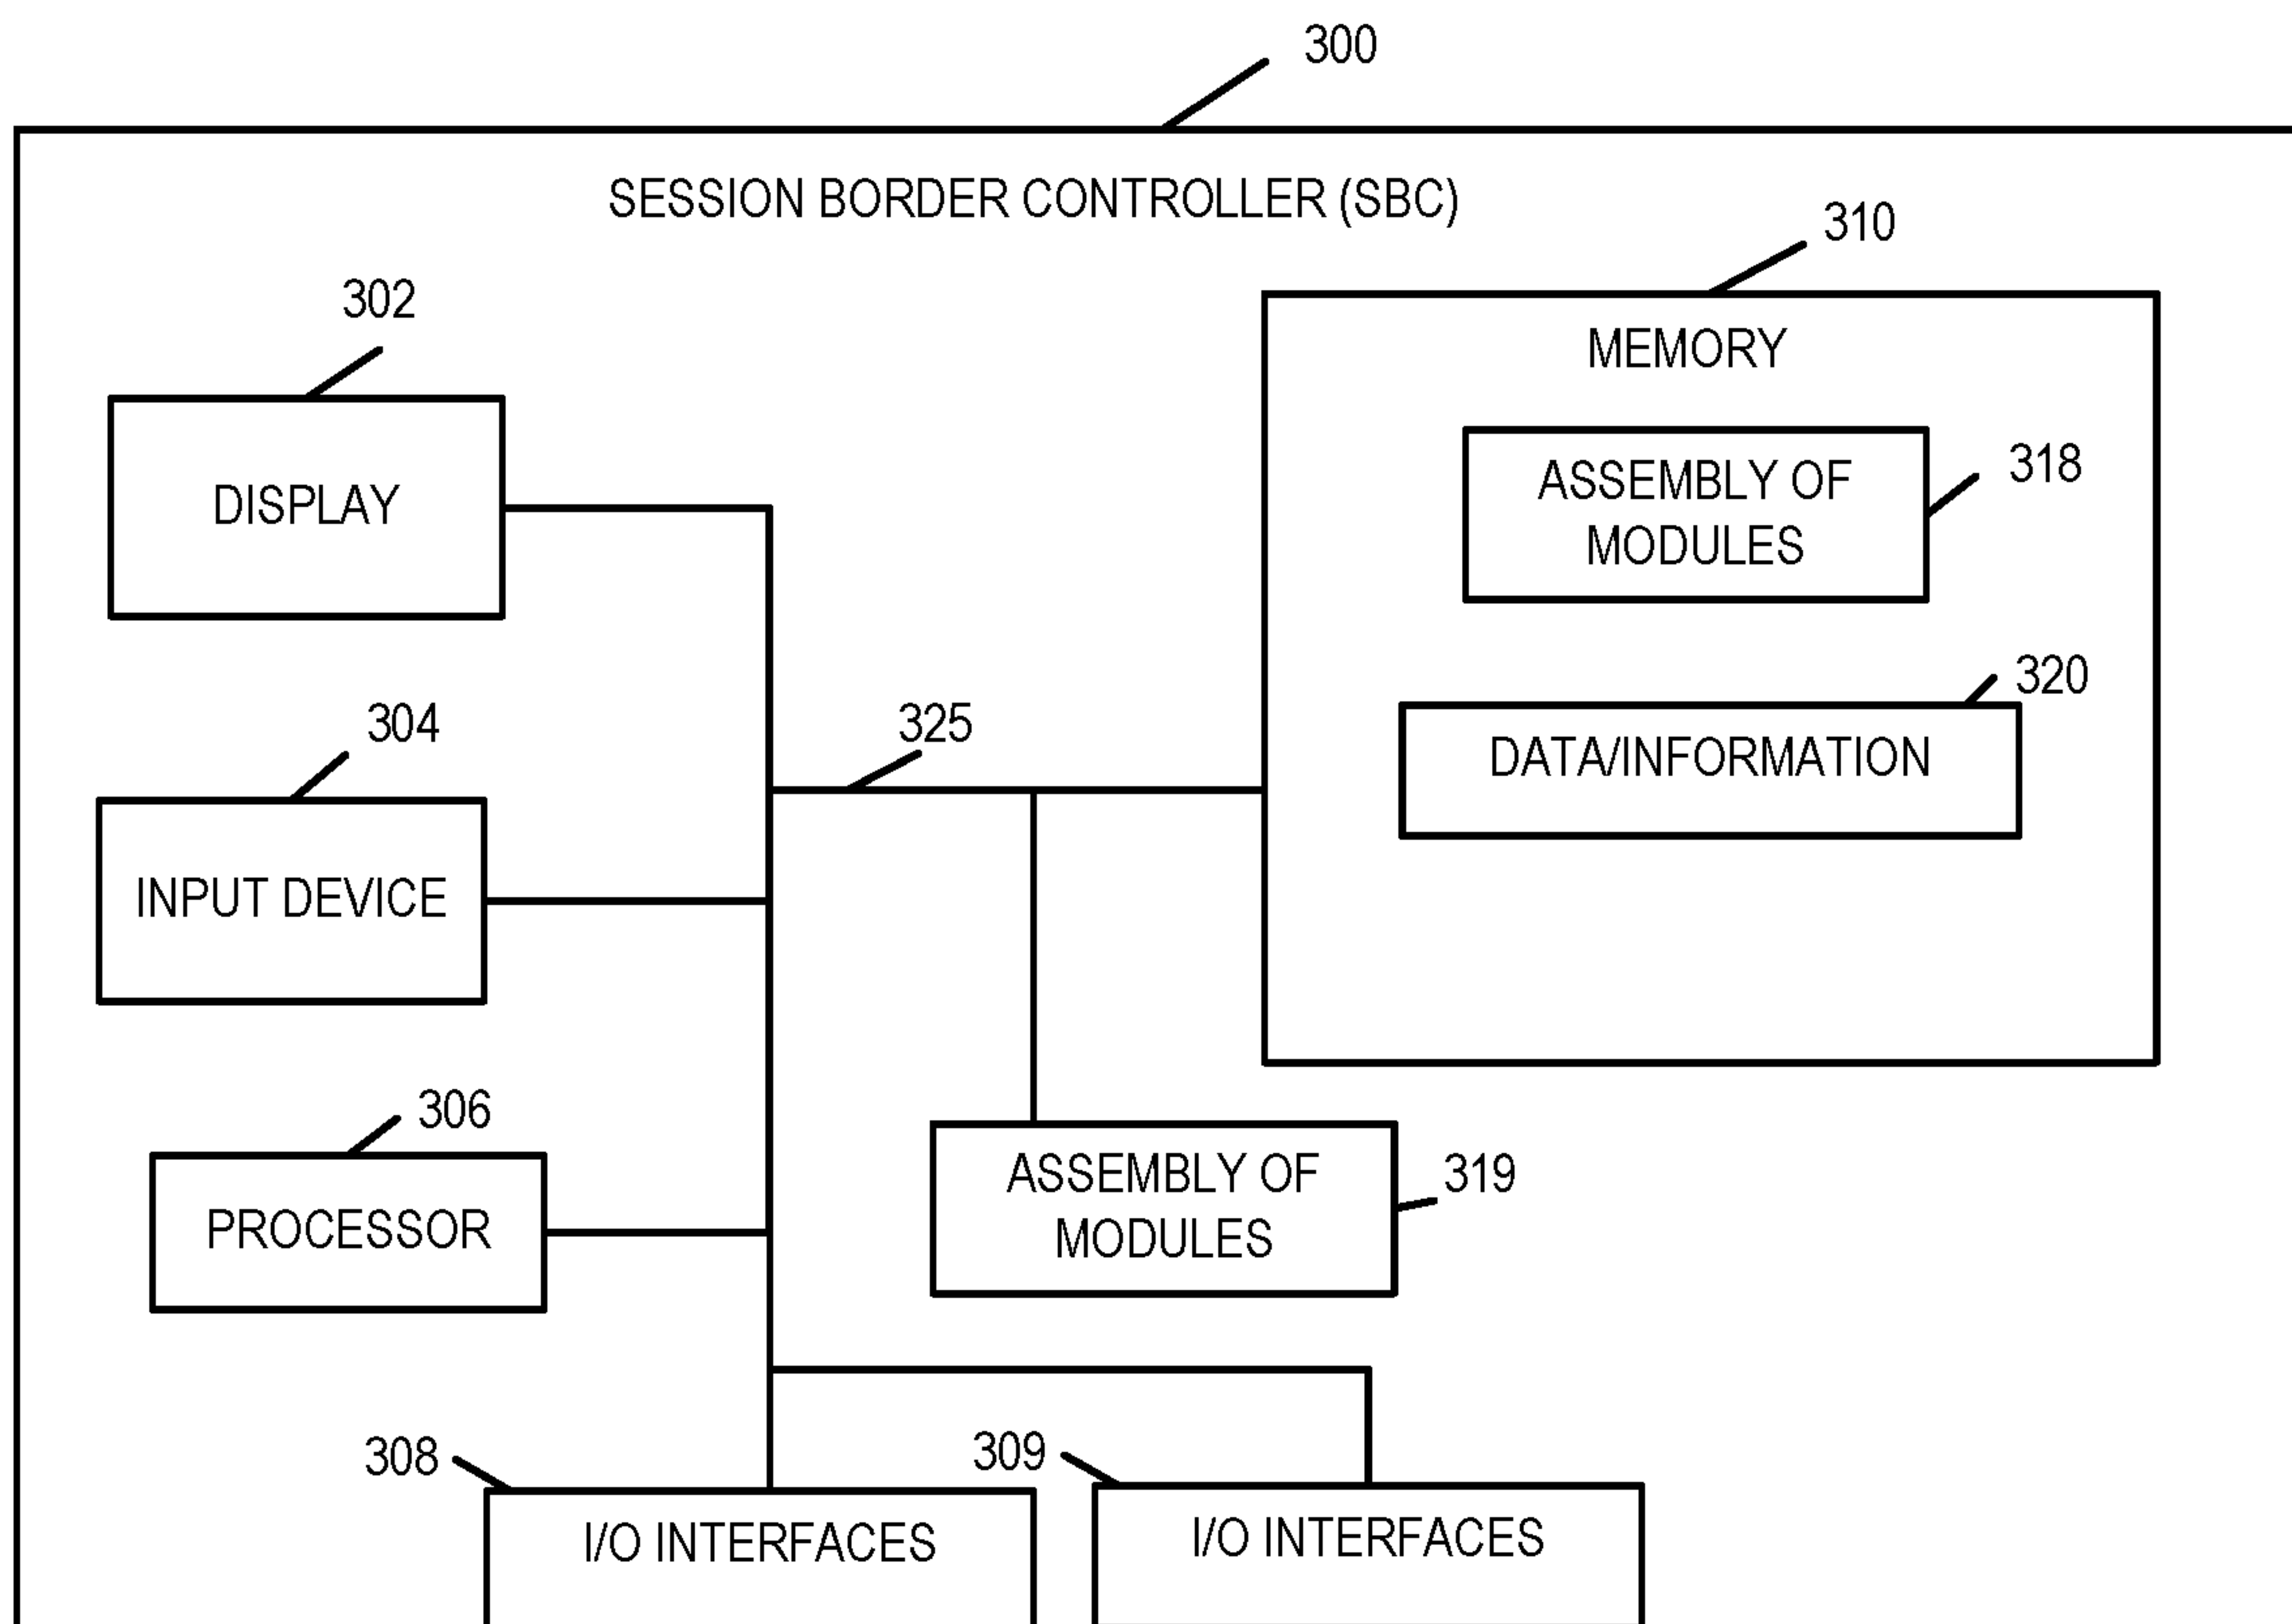 300
SESSION BORDER CONTROLLER (SBC)
310
302
MEMORY
DISPLAY
ASSEMBLY OF
MODULES
318
320
304
325
DATA/INFORMATION
INPUT DEVICE
306
ASSEMBLY OF
MODULES
319
PROCESSOR
308
309
I/O INTERFACES
I/O INTERFACES